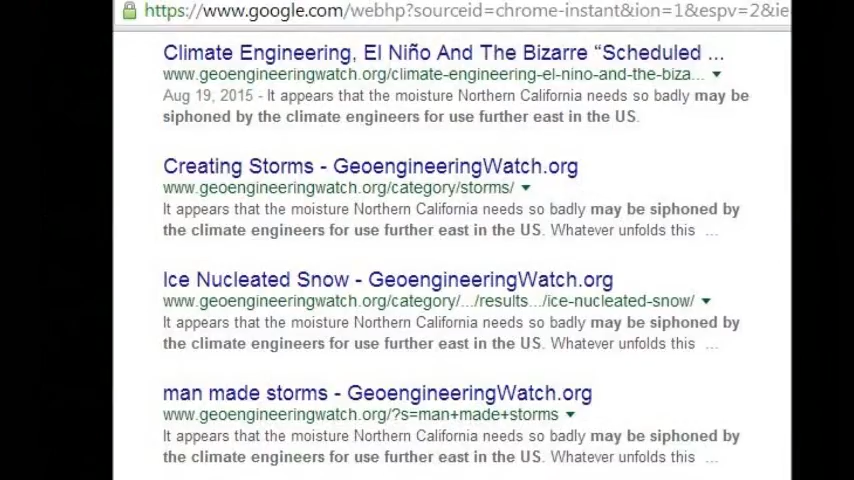 https://www.google.com/webhp?sourceid=chrome-instant&ion=1&espv=2&ie
Climate Engineering, El Niño And The Bizarre “Scheduled ...
www.geoengineeringwatch.org/climate-engineering-el-nino-and-the-biza...
Aug 19, 2015 - It appears that the moisture Northern California needs so badly may be
siphoned by the climate engineers for use further east in the US.
Creating Storms - GeoengineeringWatch.org
www.geoengineeringwatch.org/category/storms/
It appears that the moisture Northern California needs so badly may be siphoned by
the climate engineers for use further east in the US. Whatever unfolds this ...
Ice Nucleated Snow - GeoengineeringWatch.org
www.geoengineeringwatch.org/category/.../results.../ice-nucleated-snow/
It appears that the moisture Northern California needs so badly may be siphoned by
the climate engineers for use further east in the US. Whatever unfolds this ...
man made storms - GeoengineeringWatch.org
www.geoengineeringwatch.org/?s=man+made+storms
It appears that the moisture Northern California needs so badly may be siphoned by
the climate engineers for use further east in the US. Whatever unfolds this ...